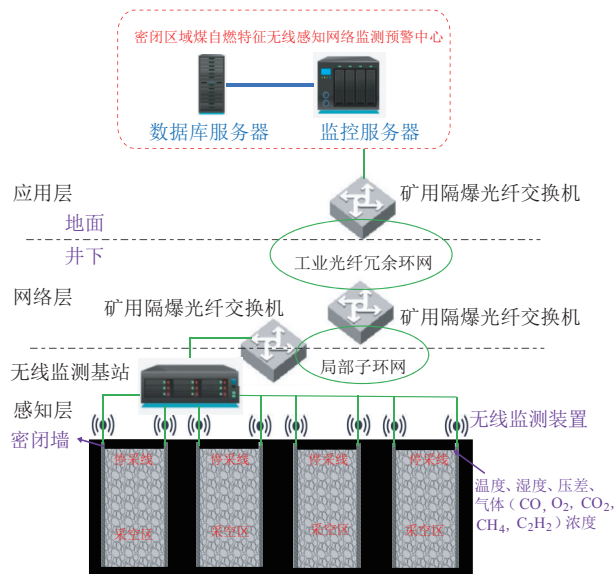 密闭区域煤自燃特征无线感知网络监测预警中心
数据库服务器
监控服务器
应用层
矿用隔爆光纤交换机
地面
井下
工业光纤冗余环网
网络层
矿用隔爆光纤交换机
矿用隔爆光纤交换机
局部子环网
无线监测基站
感知层
无线监测装置
密闭墙
停采线
停采线
停采线
停采线
温度、湿度、压差、
气体（CO, O₂, CO₂,
CH₄, C₂H₂）浓度
采空区
采空区
采空区
采空区